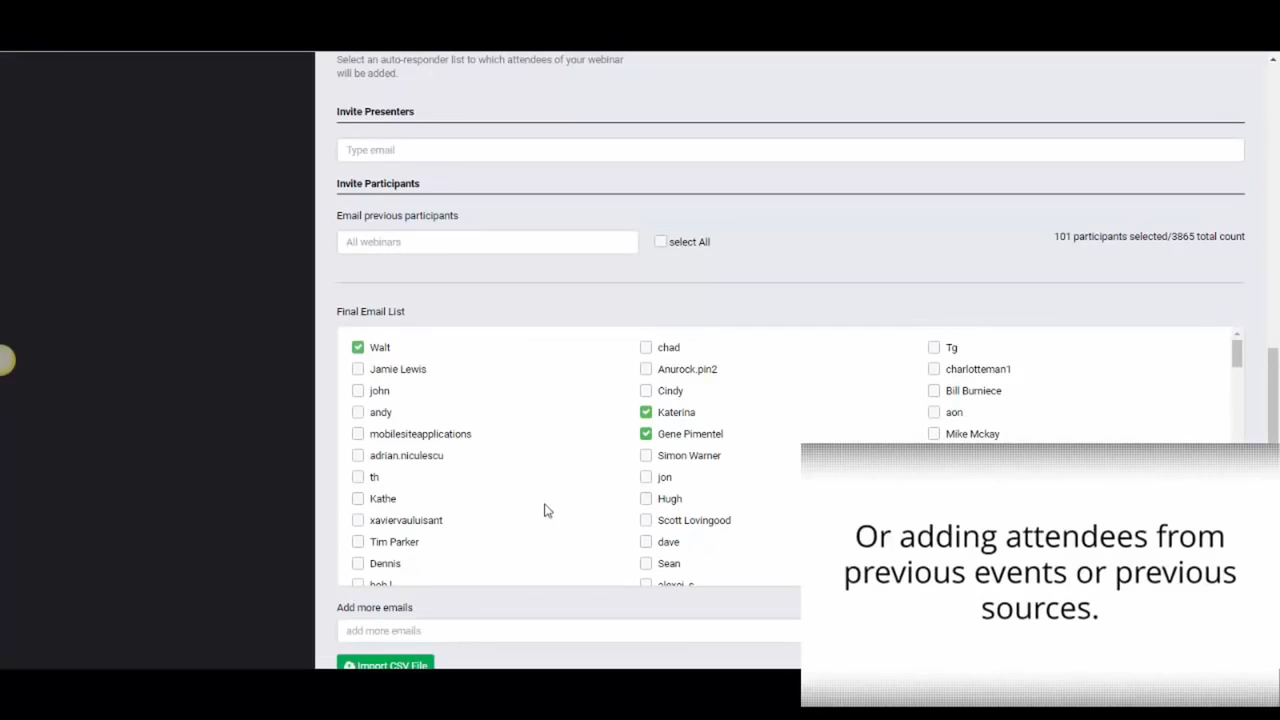 Select an auto-responder list to which attendees of your webinar
will be added.
Invite Presenters
Type email
Invite Participants
Email previous participants
All webinars
select All
101 participants selected/3865 total count
Final Email List
Walt
chad
Tg
Jamie Lewis
Anurock.pin2
charlotteman1
john
Cindy
Bill Burniece
andy
Katerina
aon
mobilesiteapplications
Gene Pimentel
Mike Mckay
adrian.niculescu
Simon Warner
th
jon
Kathe
Hugh
xaviervauluisant
Scott Lovingood
Tim Parker
dave
Dennis
Sean
Add more emails
add more emails
Import CSV File
Or adding attendees from
previous events or previous
sources.